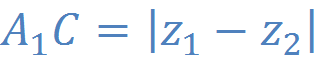 A₁C = |z₁ − z₂|